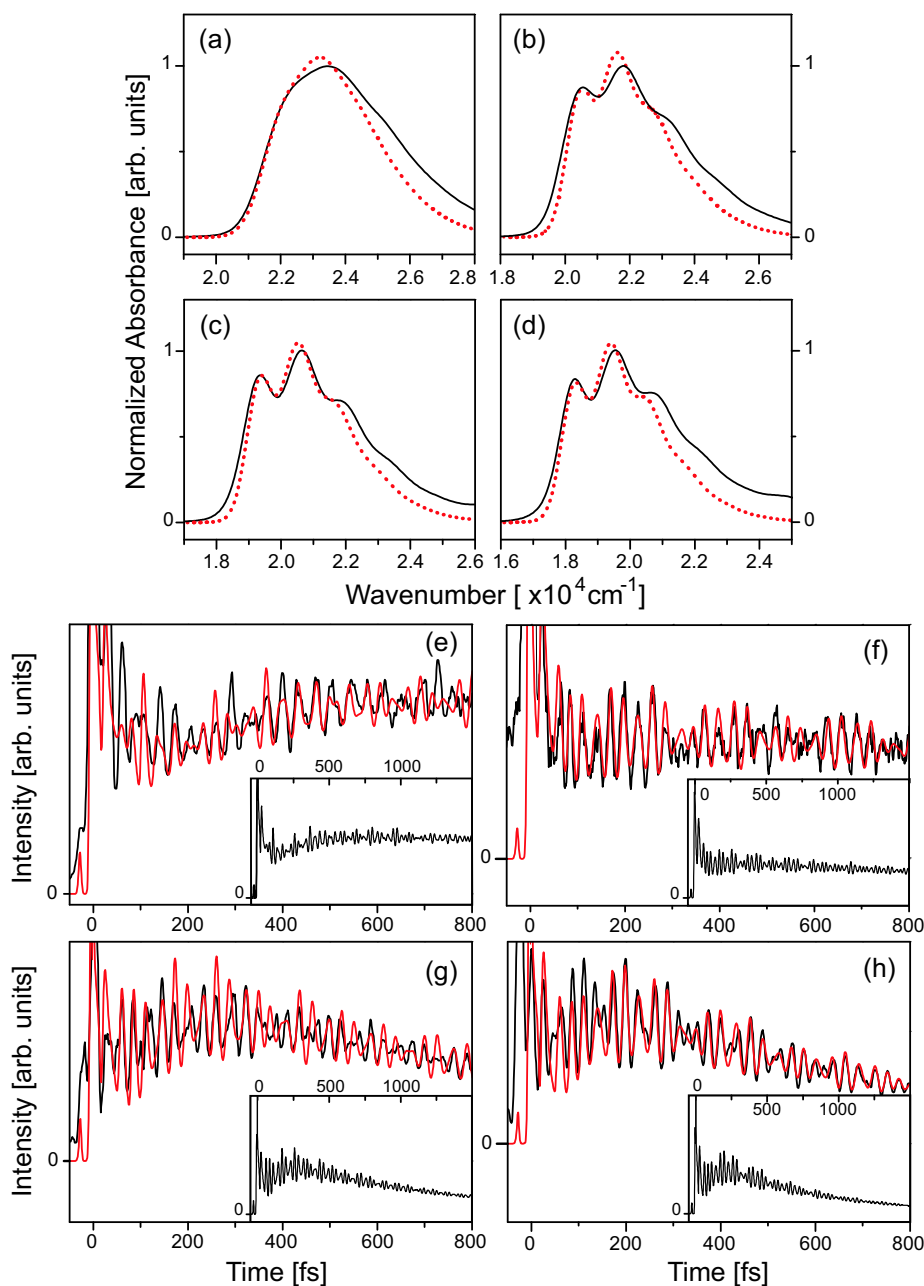 (a)
(b)
1
1
0
0
2.0
2.2
2.4
2.6
2.8
1.8
2.0
2.2
2.4
2.6
(c)
(d)
1
1
0
0
1.8
2.0
2.2
2.4
2.6
1.6
1.8
2.0
2.2
2.4
Normalized Absorbance [arb. units]
Wavenumber [ x10⁴cm⁻¹]
(e)
(f)
Intensity [arb. units]
0
0
0 500 1000
0
0 500 1000
0
0 200 400 600 800
0 200 400 600 800
(g)
(h)
Intensity [arb. units]
0
0
0 500 1000
0
0 500 1000
0
0 200 400 600 800
0 200 400 600 800
Time [fs]
Time [fs]